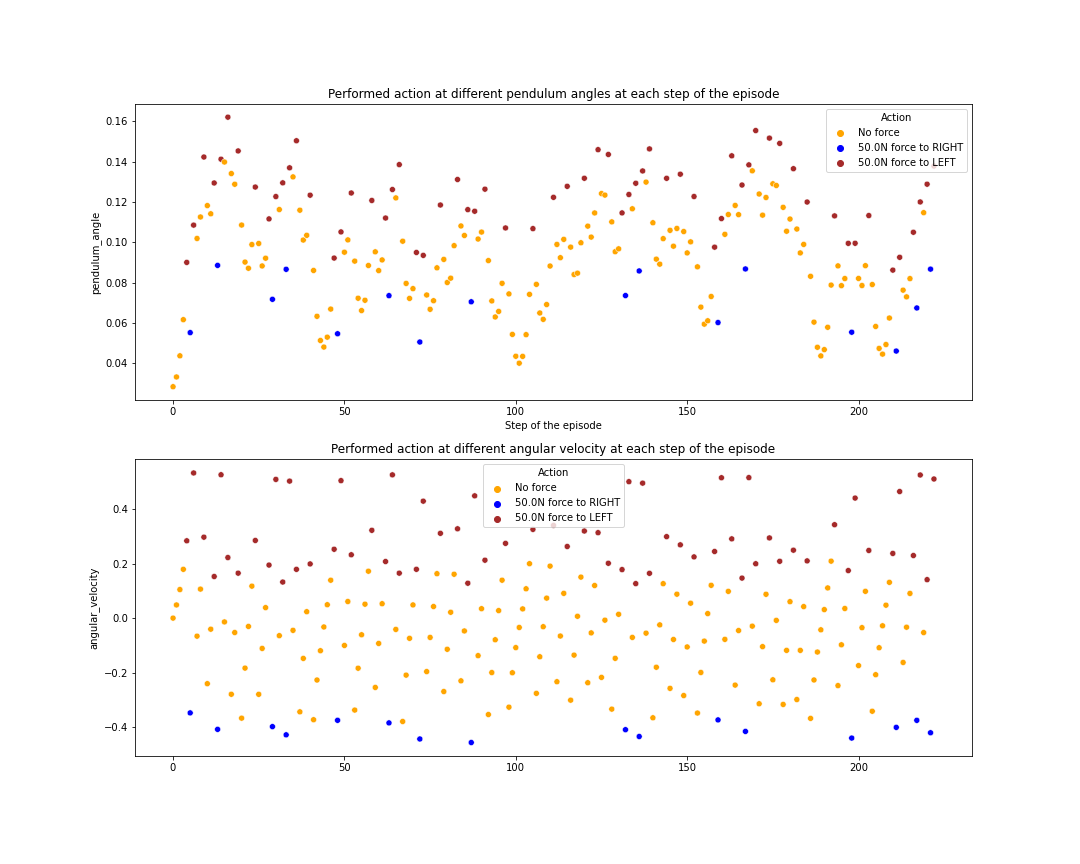 Performed action at different pendulum angles at each step of the episode
pendulum_angle
0.16
0.14
0.12
0.10
0.08
0.06
0.04
Action
No force
50.0N force to RIGHT
50.0N force to LEFT
0 50 100 150 200
Step of the episode
Performed action at different angular velocity at each step of the episode
angular_velocity
0.4
0.2
0.0
−0.2
−0.4
Action
No force
50.0N force to RIGHT
50.0N force to LEFT
0 50 100 150 200